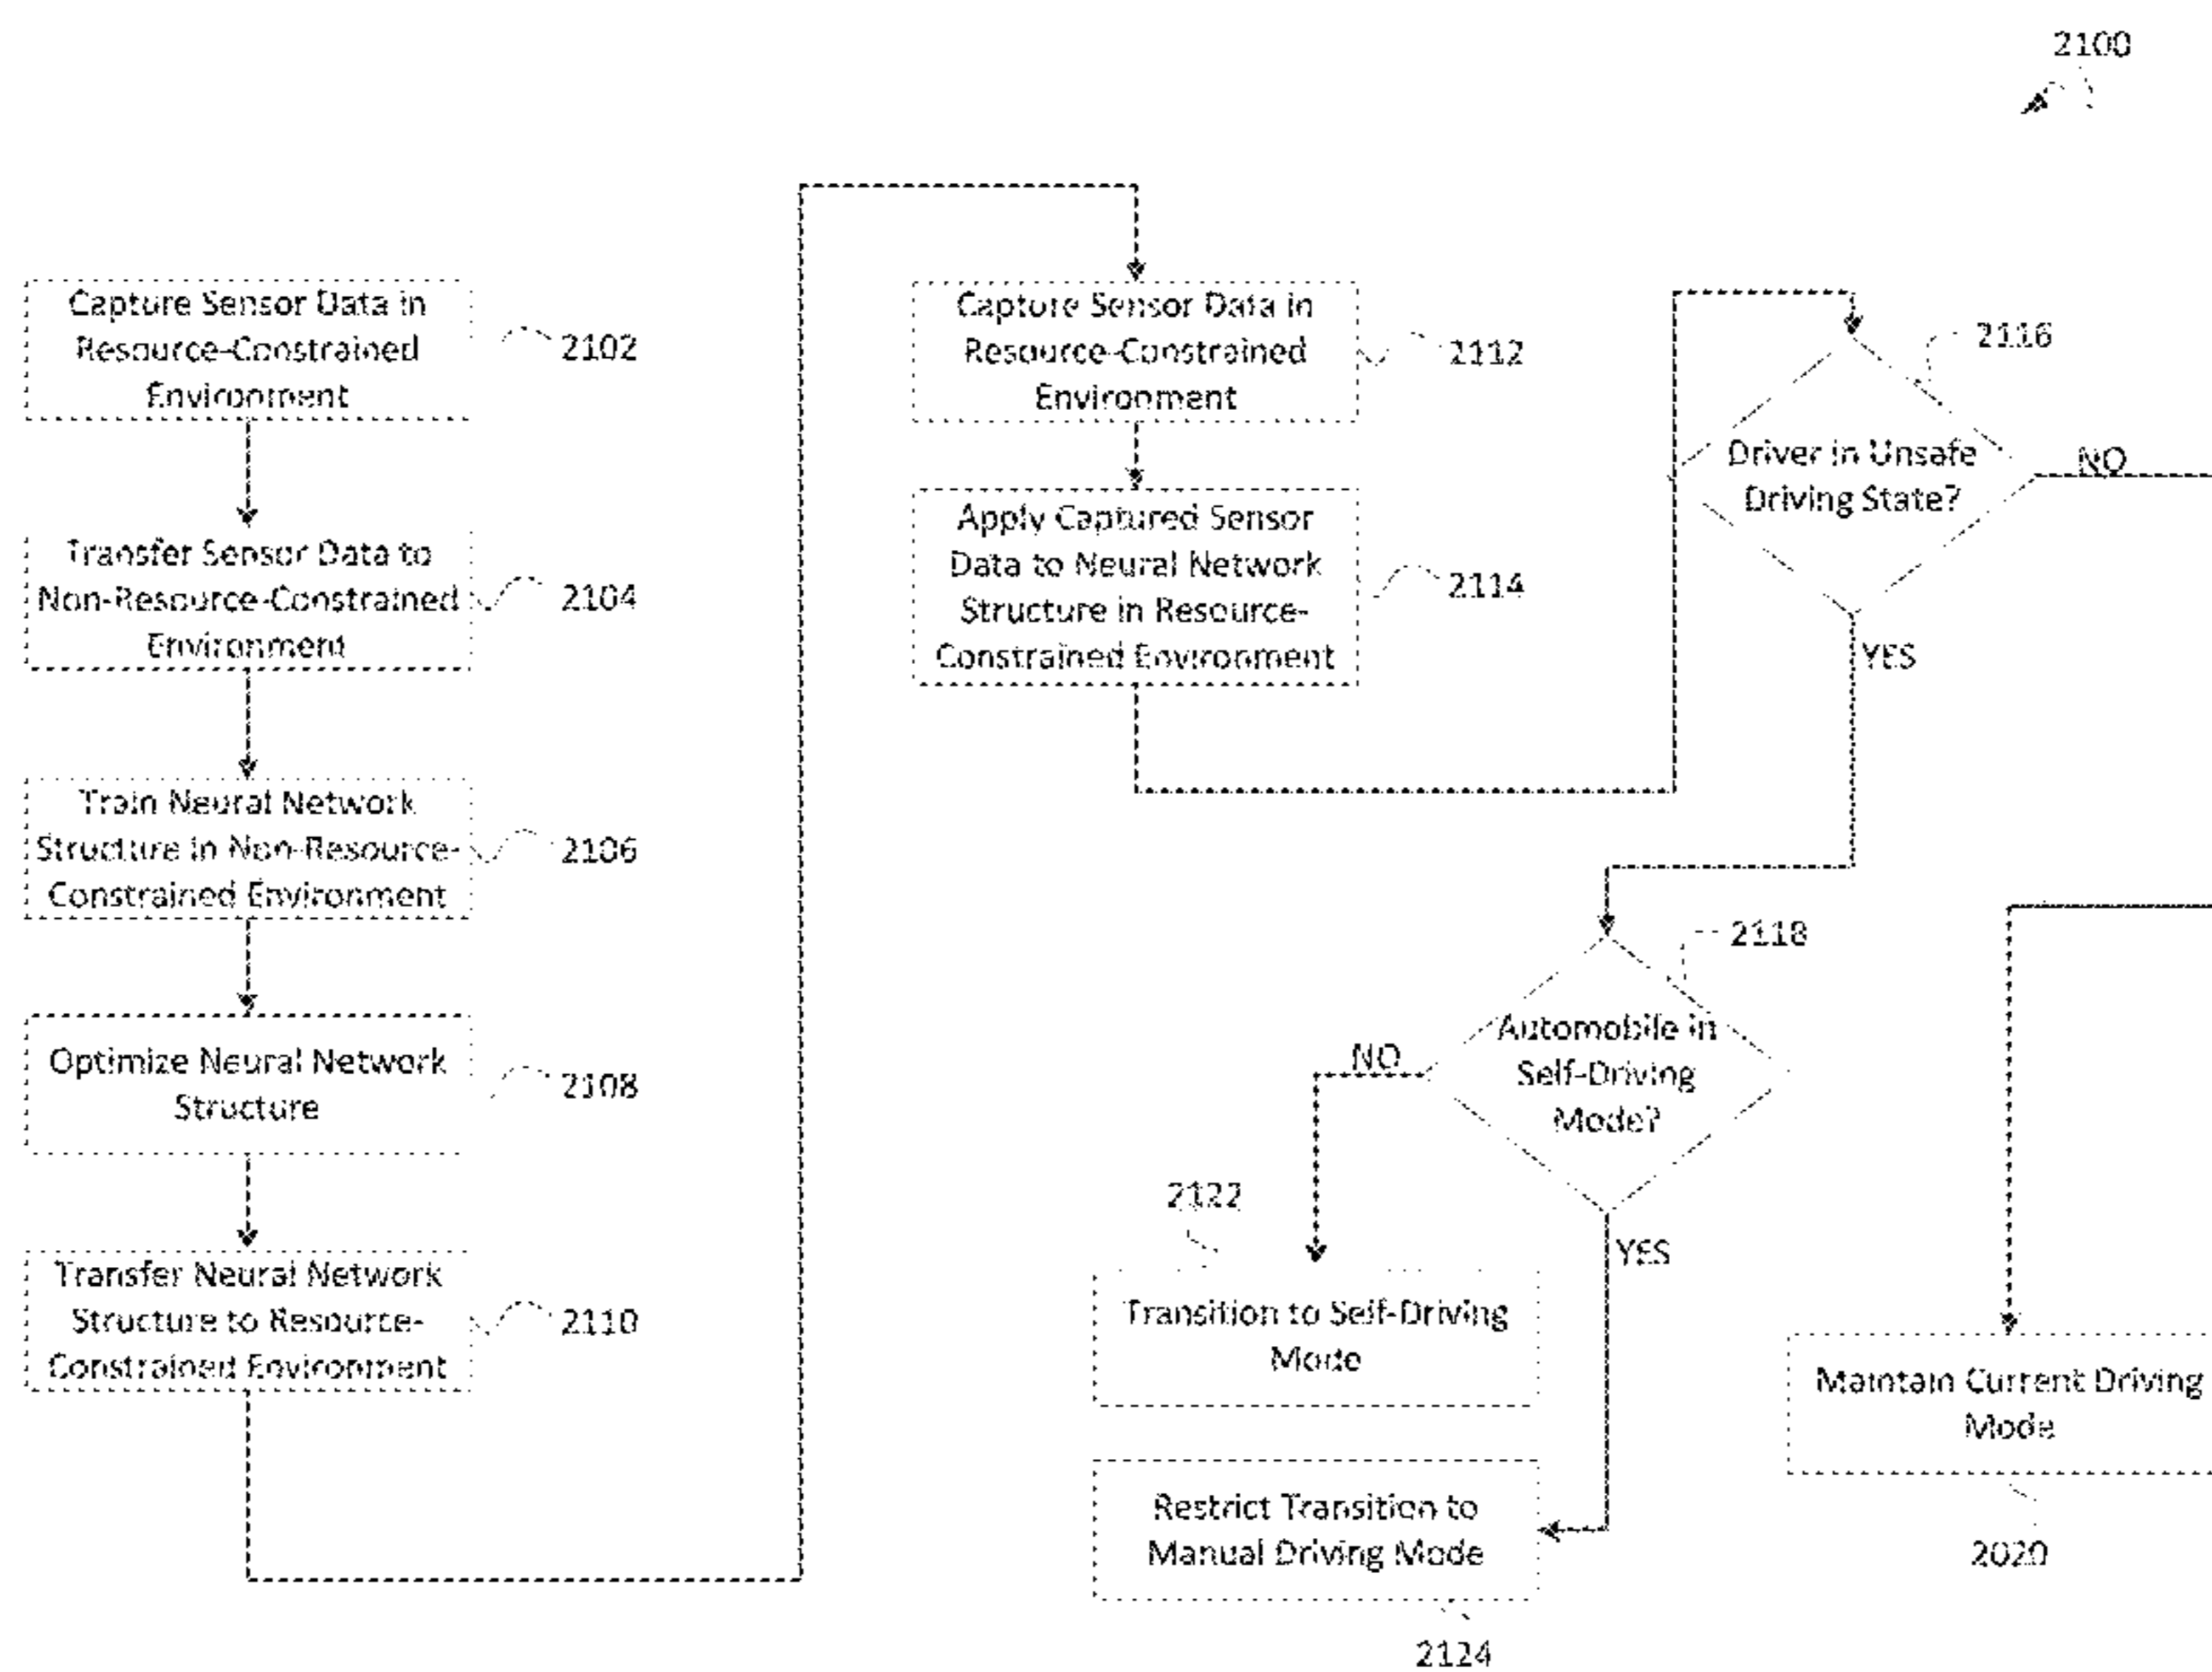 2100
Capture Sensor Data in
Resource-Constrained
Environment
2102
Transfer Sensor Data to
Non-Resource-Constrained
Environment
2104
Train Neural Network
Structure in Non-Resource-
Constrained Environment
2106
Optimize Neural Network
Structure
2108
Transfer Neural Network
Structure to Resource-
Constrained Environment
2110
Capture Sensor Data in
Resource-Constrained
Environment
2112
Apply Captured Sensor
Data to Neural Network
Structure in Resource-
Constrained Environment
2114
2116
Driver in Unsafe
Driving State?
NO
YES
2118
Automobile in
Self-Driving
Mode?
NO
YES
2122
Transition to Self-Driving
Mode
Restrict Transition to
Manual Driving Mode
2124
Maintain Current Driving
Mode
2020